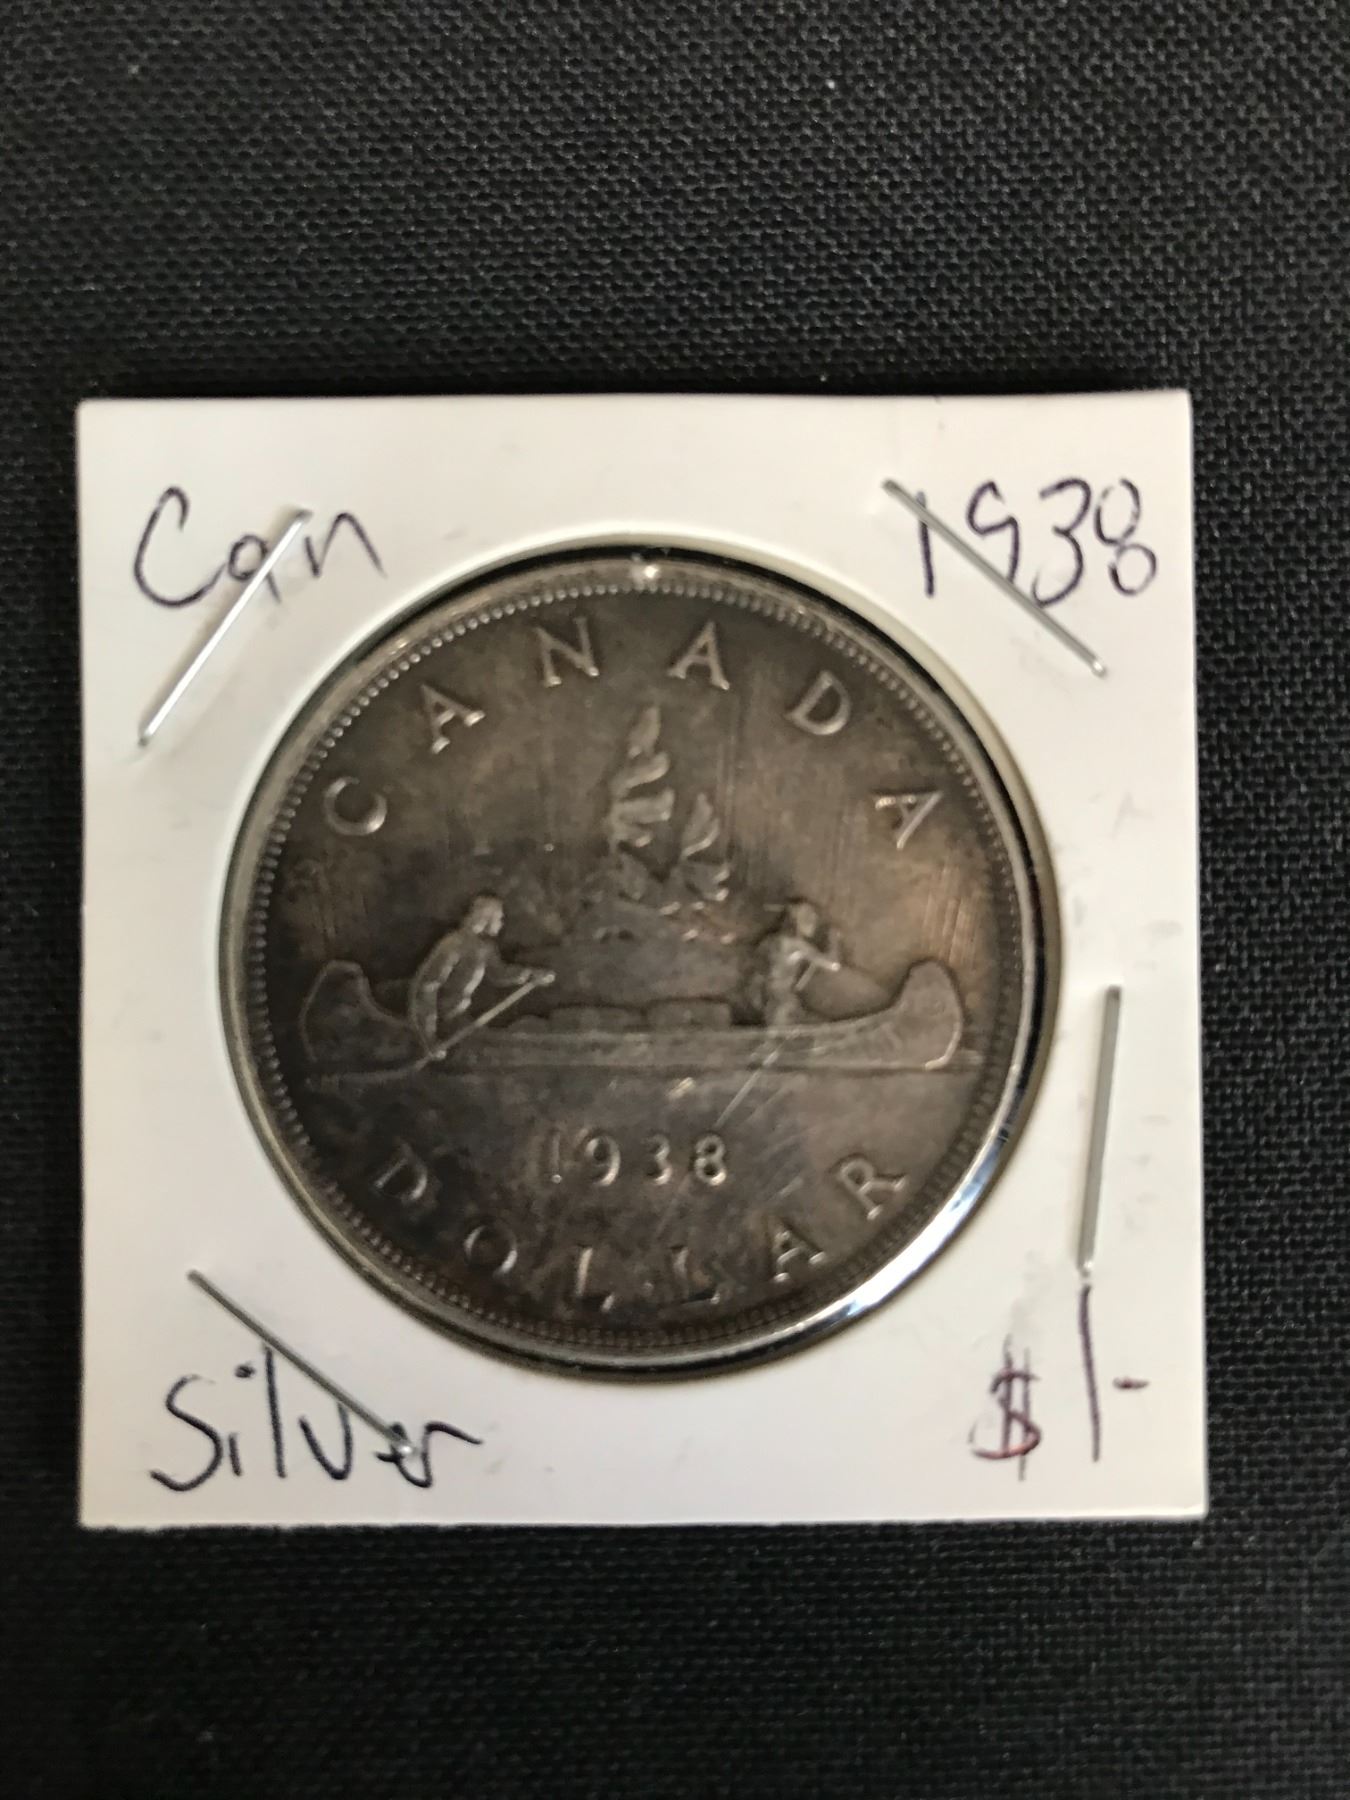 Can 1938
CANADA
1938
DOLLAR
Silver $1.-